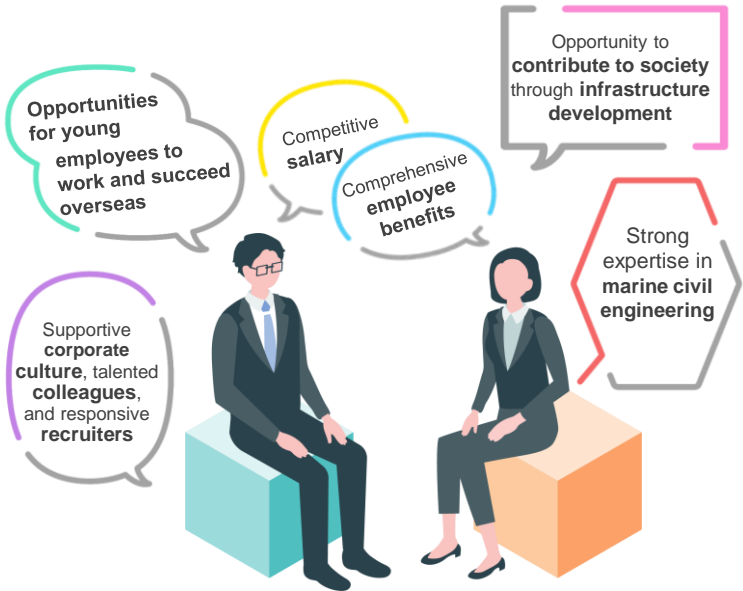 Opportunities
for young
employees to
work and succeed
overseas
Competitive
salary
Comprehensive
employee
benefits
Opportunity to
contribute to society
through infrastructure
development
Strong
expertise in
marine civil
engineering
Supportive
corporate
culture, talented
colleagues,
and responsive
recruiters